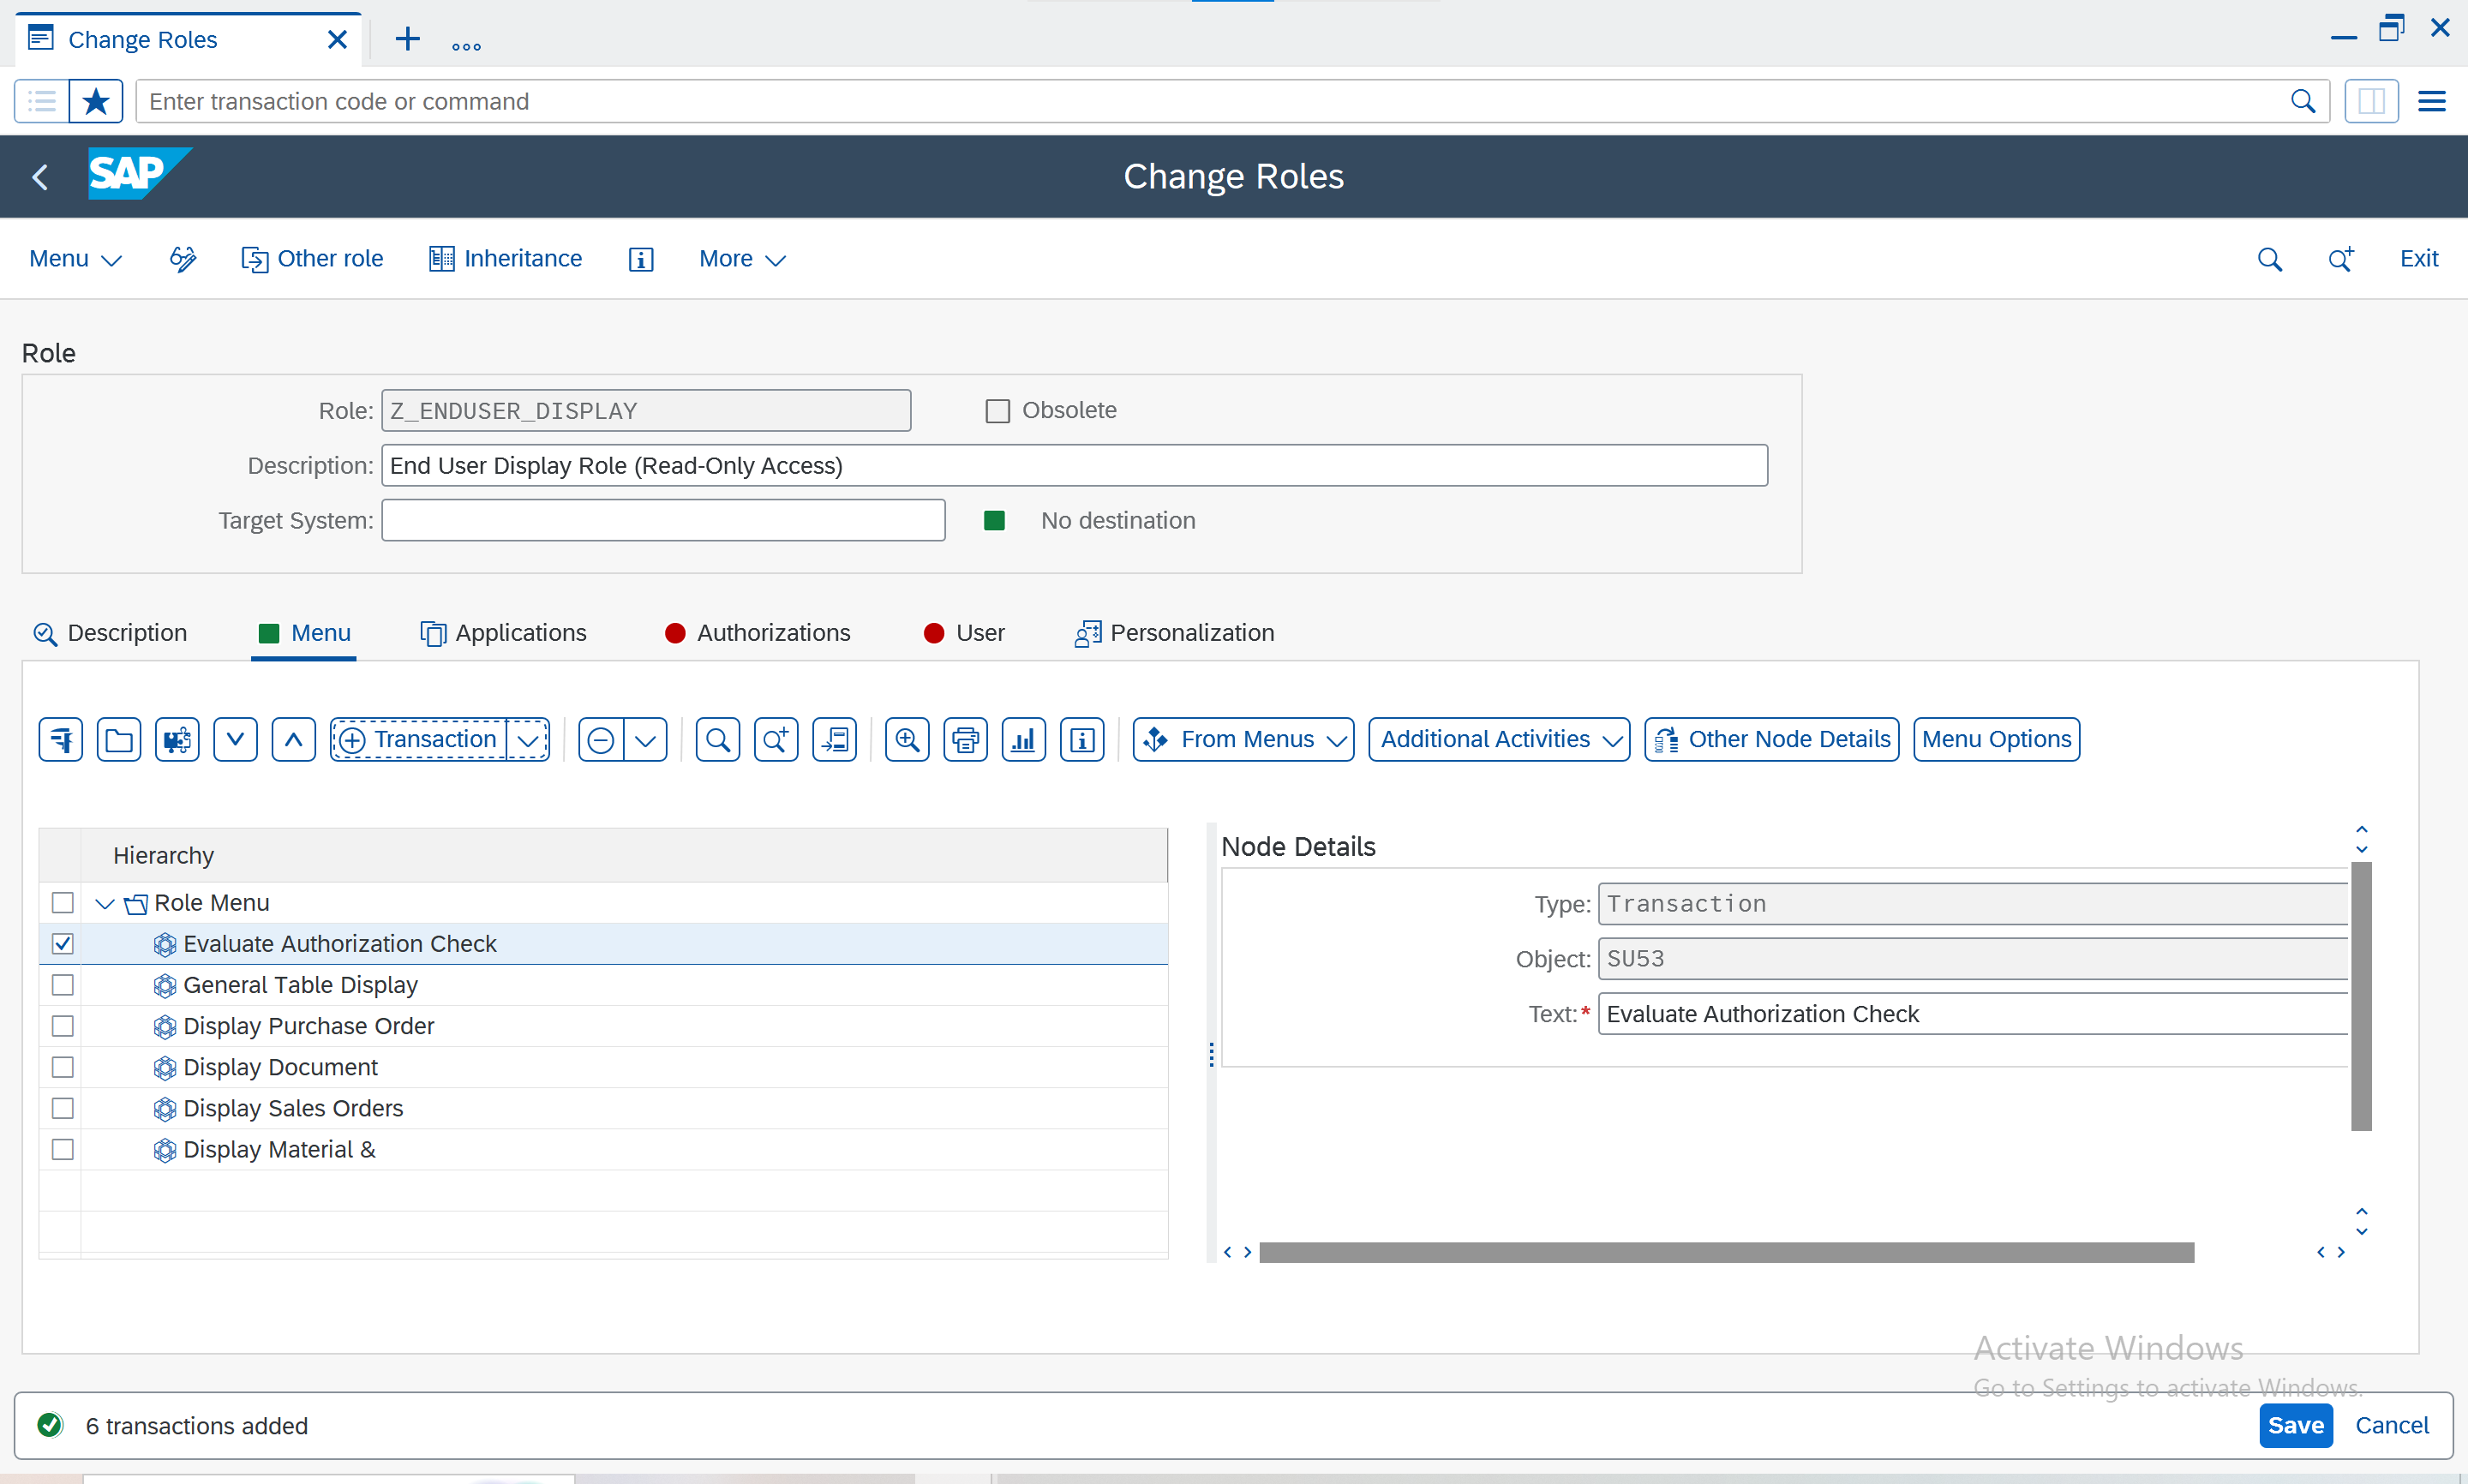 Change Roles
Enter transaction code or command
SAP
Change Roles
Menu
Other role
Inheritance
More
Exit
Role
Role: Z_ENDUSER_DISPLAY
Obsolete
Description: End User Display Role (Read-Only Access)
Target System:
No destination
Description
Menu
Applications
Authorizations
User
Personalization
Transaction
From Menus
Additional Activities
Other Node Details
Menu Options
Hierarchy
Role Menu
Evaluate Authorization Check
General Table Display
Display Purchase Order
Display Document
Display Sales Orders
Display Material &
Node Details
Type: Transaction
Object: SU53
Text:* Evaluate Authorization Check
Activate Windows
Go to Settings to activate Windows.
6 transactions added
Save
Cancel